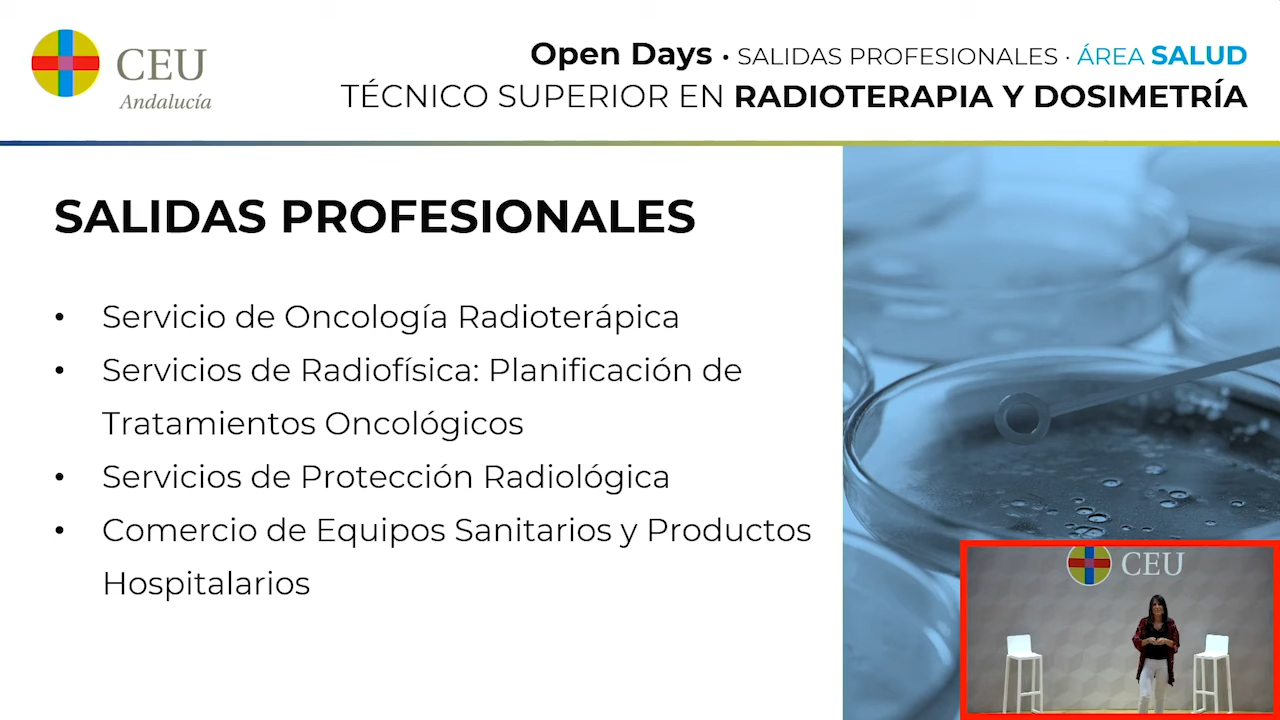 CEU
Andalucía
Open Days · SALIDAS PROFESIONALES · ÁREA SALUD
TÉCNICO SUPERIOR EN RADIOTERAPIA Y DOSIMETRÍA
SALIDAS PROFESIONALES
• Servicio de Oncología Radioterápica
• Servicios de Radiofísica: Planificación de
Tratamientos Oncológicos
• Servicios de Protección Radiológica
• Comercio de Equipos Sanitarios y Productos
Hospitalarios
CEU